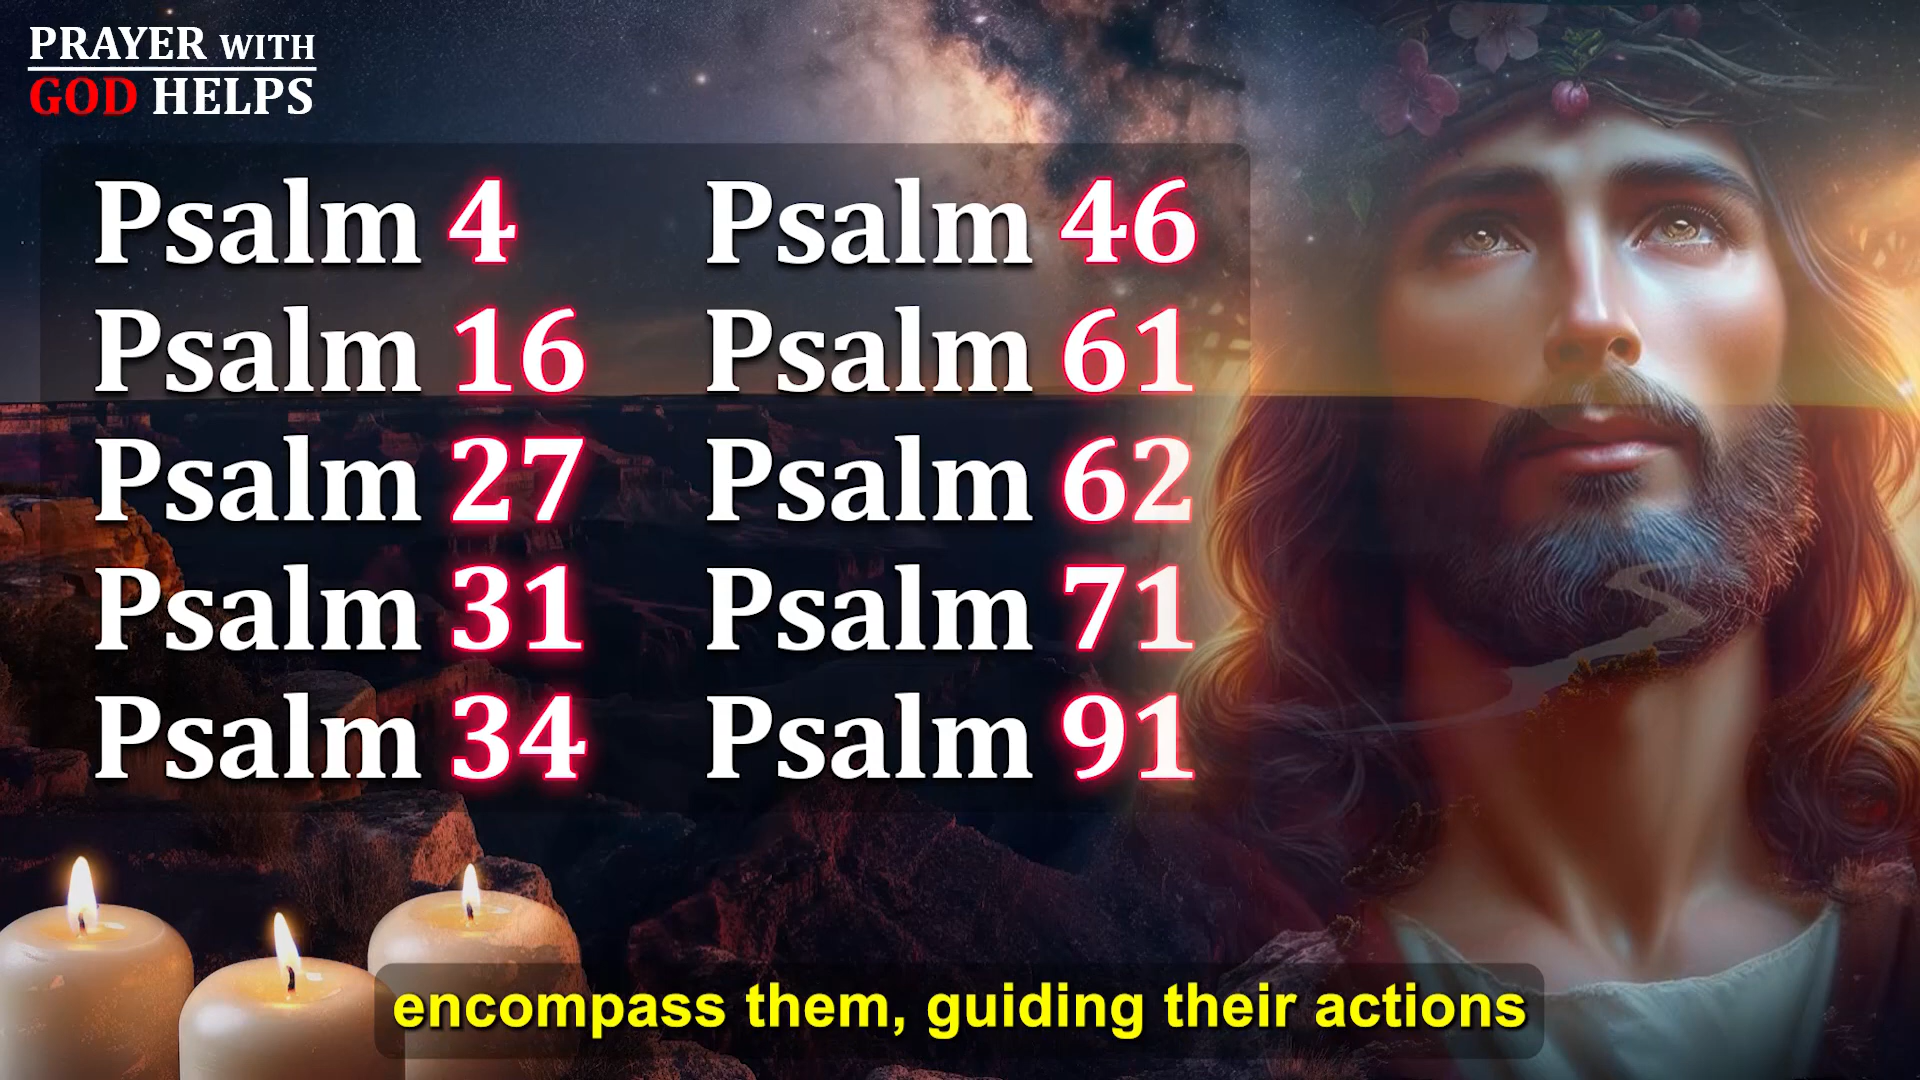 PRAYER WITH
GOD HELPS
Psalm 4
Psalm 16
Psalm 27
Psalm 31
Psalm 34
Psalm 46
Psalm 61
Psalm 62
Psalm 71
Psalm 91
encompass them, guiding their actions